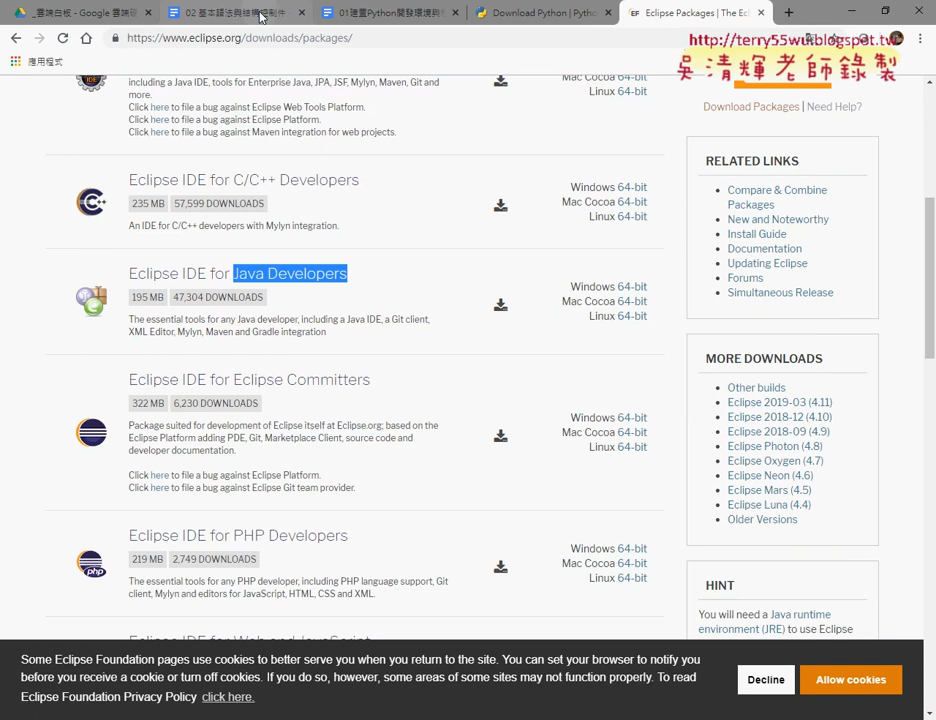 _雲端白板 - Google 雲端硬
02 基本語法與結構控制件
01建置Python開發環境與
Download Python | Pytho
Eclipse Packages | The Ec
https://www.eclipse.org/downloads/packages/
http://terry55wu.blogspot.tw
吳清輝老師錄製
應用程式
including a Java IDE, tools for Enterprise Java, JPA, JSF, Mylyn, Maven, Git and
more.
Click here to file a bug against Eclipse Web Tools Platform.
Click here to file a bug against Eclipse Platform.
Click here to file a bug against Maven integration for web projects.
Mac Cocoa 64-bit
Linux 64-bit
Eclipse IDE for C/C++ Developers
235 MB 57,599 DOWNLOADS
An IDE for C/C++ developers with Mylyn integration.
Windows 64-bit
Mac Cocoa 64-bit
Linux 64-bit
Eclipse IDE for Java Developers
195 MB 47,304 DOWNLOADS
The essential tools for any Java developer, including a Java IDE, a Git client,
XML Editor, Mylyn, Maven and Gradle integration
Windows 64-bit
Mac Cocoa 64-bit
Linux 64-bit
Eclipse IDE for Eclipse Committers
322 MB 6,230 DOWNLOADS
Package suited for development of Eclipse itself at Eclipse.org; based on the
Eclipse Platform adding PDE, Git, Marketplace Client, source code and
developer documentation.
Click here to file a bug against Eclipse Platform.
Click here to file a bug against Eclipse Git team provider.
Windows 64-bit
Mac Cocoa 64-bit
Linux 64-bit
Eclipse IDE for PHP Developers
219 MB 2,749 DOWNLOADS
The essential tools for any PHP developer, including PHP language support, Git
client, Mylyn and editors for JavaScript, HTML, CSS and XML.
Windows 64-bit
Mac Cocoa 64-bit
Linux 64-bit
Eclipse IDE for Web and JavaScript
Download Packages | Need Help?
RELATED LINKS
Compare & Combine
Packages
New and Noteworthy
Install Guide
Documentation
Updating Eclipse
Forums
Simultaneous Release
MORE DOWNLOADS
Other builds
Eclipse 2019-03 (4.11)
Eclipse 2018-12 (4.10)
Eclipse 2018-09 (4.9)
Eclipse Photon (4.8)
Eclipse Oxygen (4.7)
Eclipse Neon (4.6)
Eclipse Mars (4.5)
Eclipse Luna (4.4)
Older Versions
HINT
You will need a Java runtime
environment (JRE) to use Eclipse
Some Eclipse Foundation pages use cookies to better serve you when you return to the site. You can set your browser to notify you
before you receive a cookie or turn off cookies. If you do so, however, some areas of some sites may not function properly. To read
Eclipse Foundation Privacy Policy click here.
Decline
Allow cookies